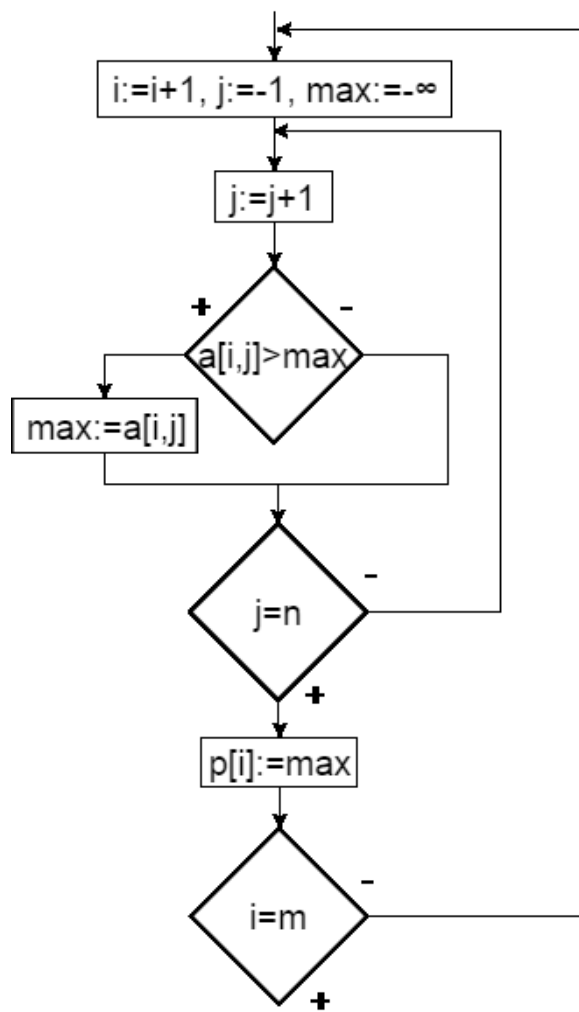 i:=i+1, j:=-1, max:=-∞
j:=j+1
+
-
a[i,j]>max
max:=a[i,j]
-
j=n
+
p[i]:=max
-
i=m
+